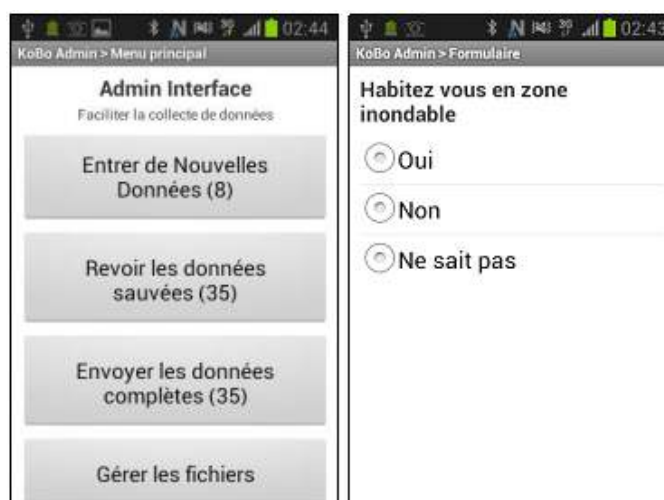 02:44
KoBo Admin > Menu principal
Admin Interface
Faciliter la collecte de données
Entrer de Nouvelles
Données (8)
Revoir les données
sauvées (35)
Envoyer les données
complètes (35)
Gérer les fichiers
02:43
KoBo Admin > Formulaire
Habitez vous en zone
inondable
Oui
Non
Ne sait pas